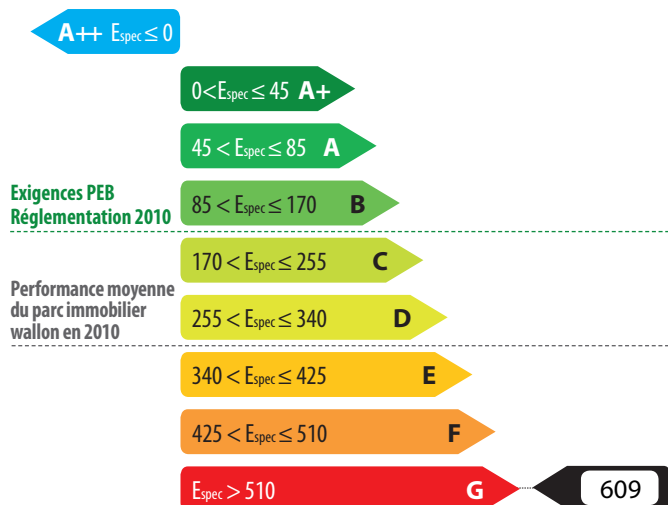 A++ Espec ≤ 0
0<Espec ≤ 45 A+
45 < Espec ≤ 85 A
Exigences PEB
Réglementation 2010
85 < Espec ≤ 170 B
170 < Espec ≤ 255 C
Performance moyenne
du parc immobilier
wallon en 2010
255 < Espec ≤ 340 D
340 < Espec ≤ 425 E
425 < Espec ≤ 510 F
Espec > 510 G 609